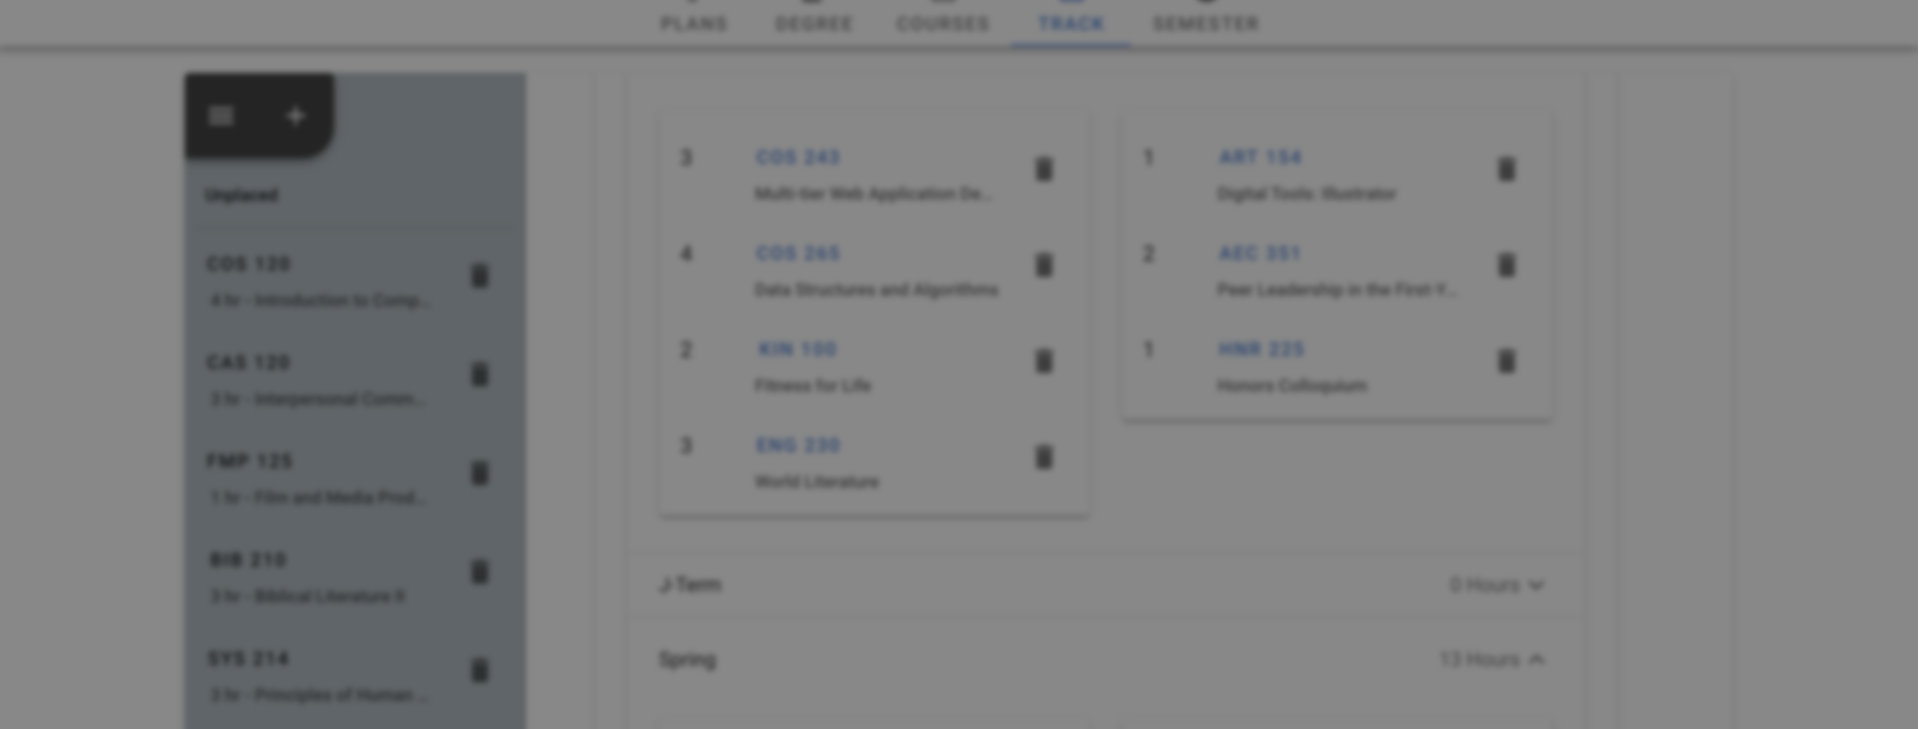 PLANS DEGREE COURSES TRACK SEMESTER
Unplaced
COS 120
4 hr - Introduction to Comp...
CAS 120
3 hr - Interpersonal Comm...
FMP 125
1 hr - Film and Media Prod...
BIB 210
3 hr - Biblical Literature II
SYS 214
3 hr - Principles of Human ...
3 COS 243
Multi-tier Web Application De...
4 COS 265
Data Structures and Algorithms
2 KIN 100
Fitness for Life
3 ENG 230
World Literature
1 ART 154
Digital Tools: Illustrator
2 AEC 351
Peer Leadership in the First-Y...
1 HNR 225
Honors Colloquium
J-Term 0 Hours
Spring 13 Hours